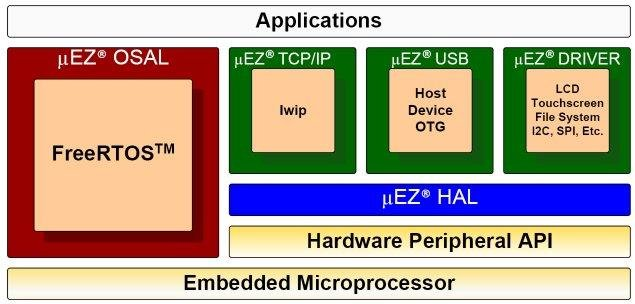 Applications
µEZ® OSAL
FreeRTOS™
µEZ® TCP/IP
lwip
µEZ® USB
Host
Device
OTG
µEZ® DRIVER
LCD
Touchscreen
File System
I2C, SPI, Etc.
µEZ® HAL
Hardware Peripheral API
Embedded Microprocessor